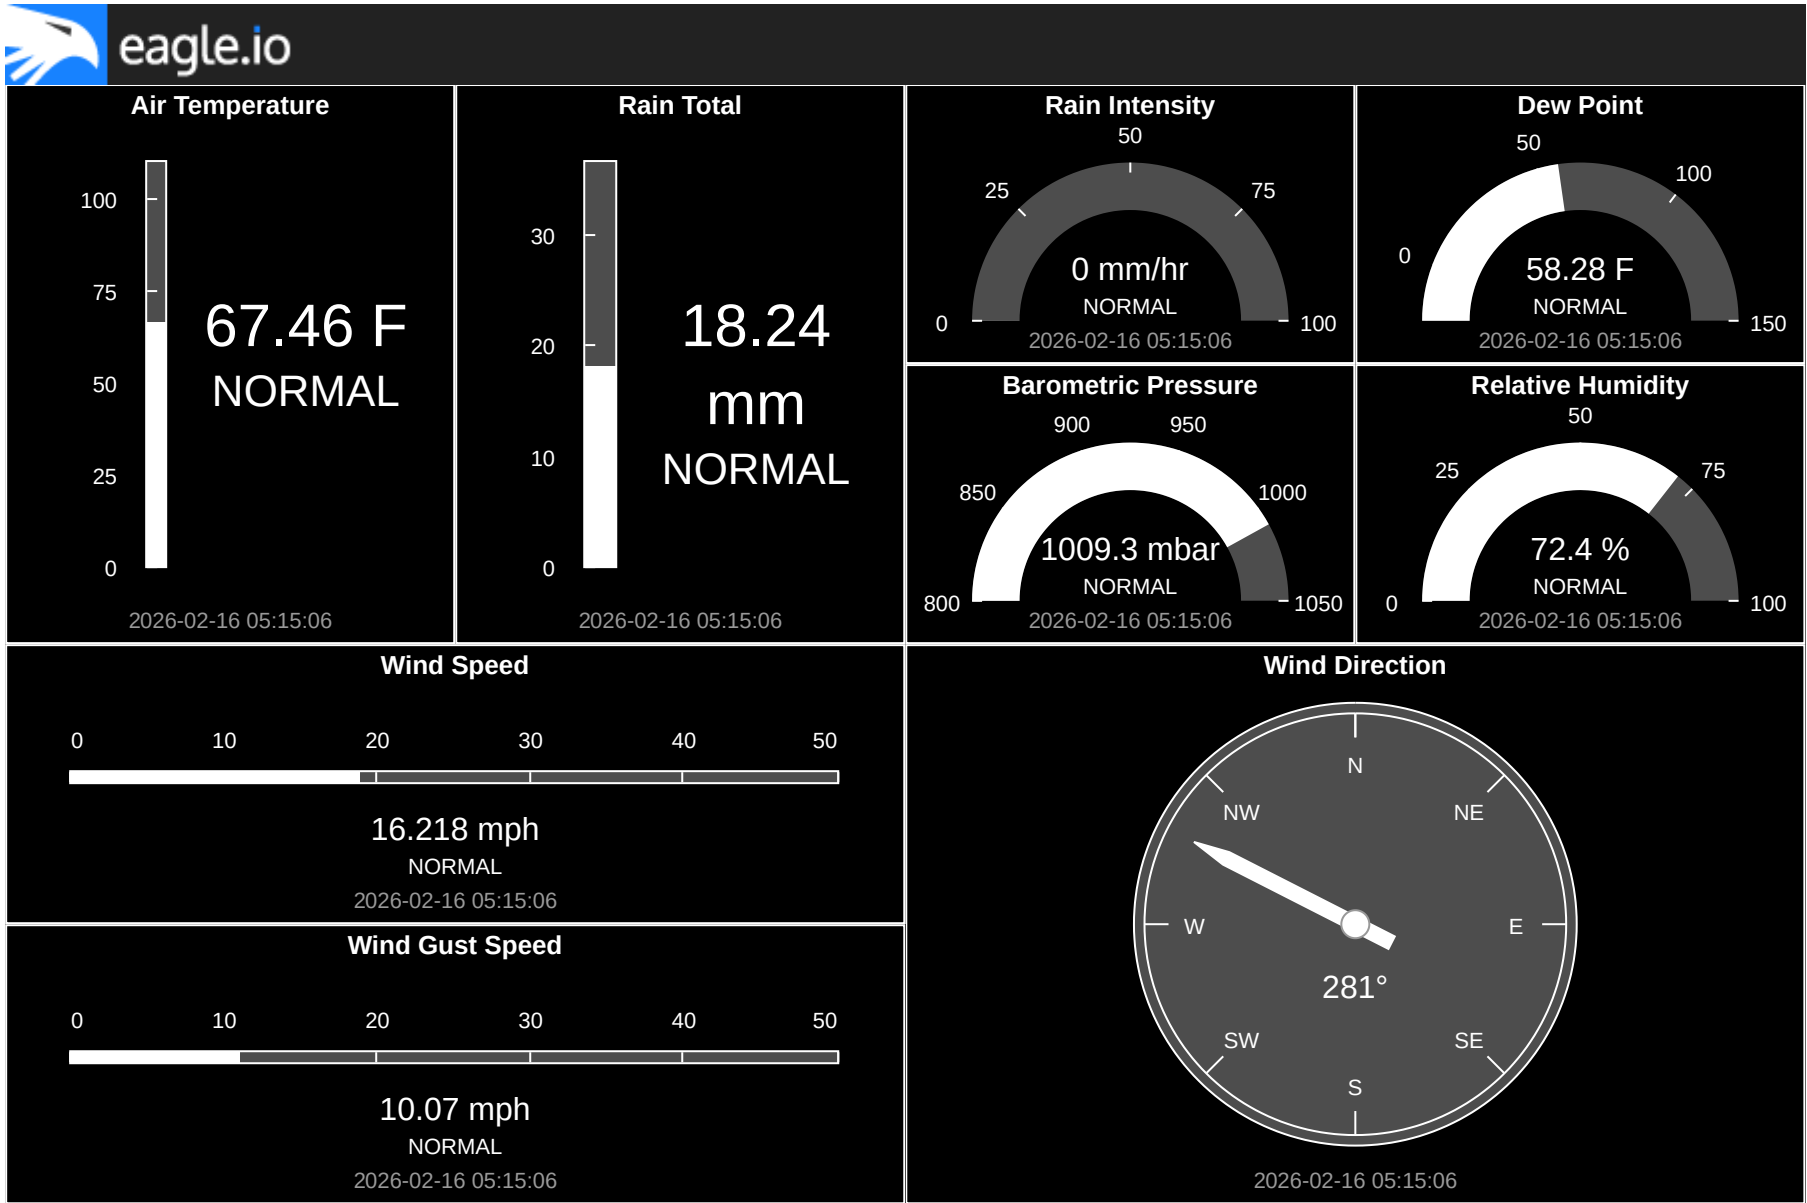 eagle.io
Air Temperature
100
75
50
25
0
67.46 F
NORMAL
2026-02-16 05:15:06
Rain Total
30
20
10
0
18.24
mm
NORMAL
2026-02-16 05:15:06
Rain Intensity
0
25
50
75
100
0 mm/hr
NORMAL
2026-02-16 05:15:06
Dew Point
0
50
100
150
58.28 F
NORMAL
2026-02-16 05:15:06
Barometric Pressure
800
850
900
950
1000
1050
1009.3 mbar
NORMAL
2026-02-16 05:15:06
Relative Humidity
0
25
50
75
100
72.4 %
NORMAL
2026-02-16 05:15:06
Wind Speed
0 10 20 30 40 50
16.218 mph
NORMAL
2026-02-16 05:15:06
Wind Gust Speed
0 10 20 30 40 50
10.07 mph
NORMAL
2026-02-16 05:15:06
Wind Direction
N
NW NE
W E
281°
SW SE
S
2026-02-16 05:15:06